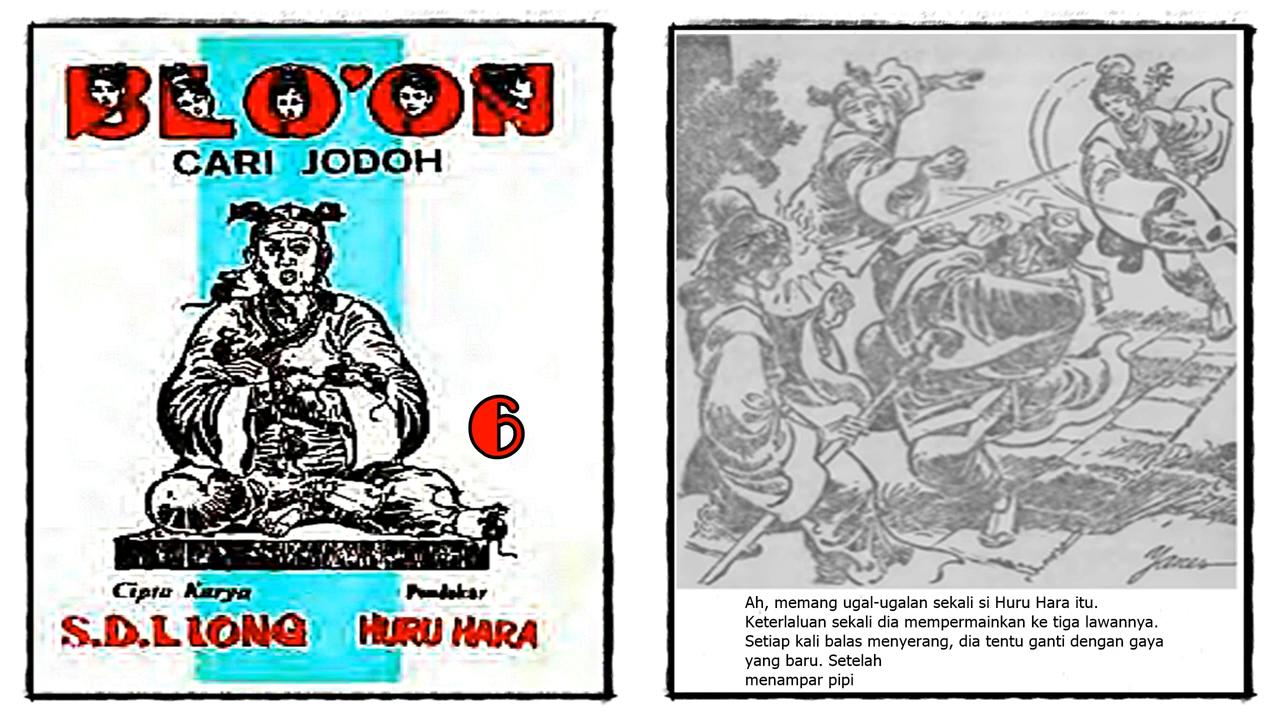 BLO'ON
CARI JODOH
6
Cipta Karya
Pendekar
S.D.LIONG
HURU HARA
Yanes
Ah, memang ugal-ugalan sekali si Huru Hara itu.
Keterlaluan sekali dia mempermainkan ke tiga lawannya.
Setiap kali balas menyerang, dia tentu ganti dengan gaya
yang baru. Setelah
menampar pipi